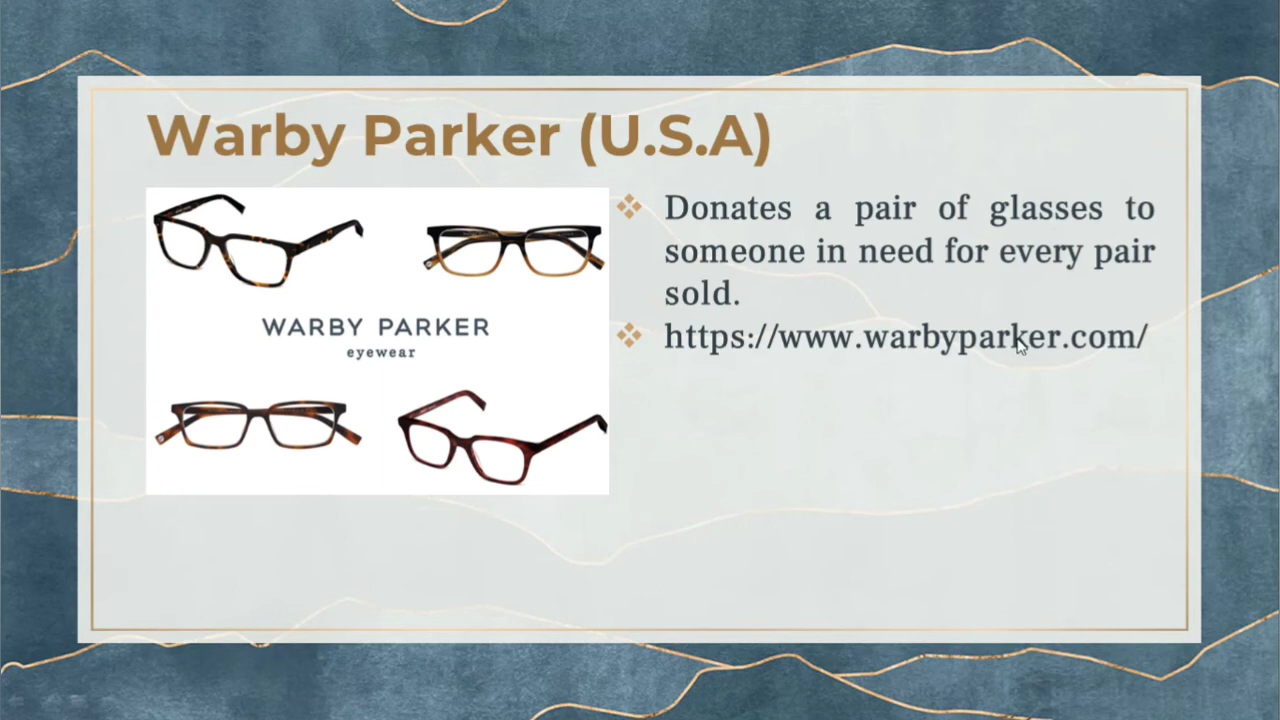 Warby Parker (U.S.A)
WARBY PARKER
eyewear
Donates a pair of glasses to
someone in need for every pair
sold.
https://www.warbyparker.com/